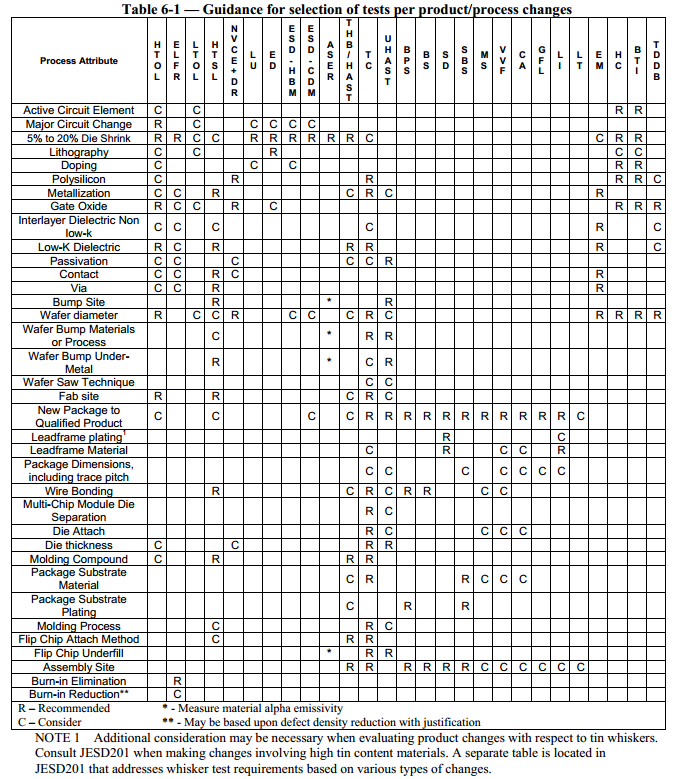 Table 6-1 — Guidance for selection of tests per product/process changes
Process Attribute HTOL ELFR LTOL HTSL NVCE+DR LU ED ESD-HBM ESD-CDM ASER THB/HAST TC UHAST BPS BS SD SBS MS VVF CA GFL LI LT EM HC BTI TDDB
Active Circuit Element C C R R
Major Circuit Change R C C C C C
5% to 20% Die Shrink R R C C R R R R R R C C R R
Lithography C C R C C
Doping C C C R R
Polysilicon C R R R R C
Metallization C C R C R C R
Gate Oxide R C C R C R R R
Interlayer Dielectric Non
low-k C C C C R C
Low-K Dielectric R C R R R R C
Passivation C C C C C R
Contact C C R C R
Via C C R R
Bump Site R * R
Wafer diameter R C C R C C C R C R R R R
Wafer Bump Materials
or Process C * R R
Wafer Bump Under-
Metal R * C R
Wafer Saw Technique C C
Fab site R R C R C
New Package to
Qualified Product C C C C R R R R R R R R R R R C
Leadframe plating1 R C
Leadframe Material C R C C R
Package Dimensions,
including trace pitch C C C C C C C
Wire Bonding R C R C R R C C
Multi-Chip Module Die
Separation R C
Die Attach R C C C C
Die thickness C C R R
Molding Compound C R R R
Package Substrate
Material C R R C C C
Package Substrate
Plating C R R
Molding Process C R C
Flip Chip Attach Method C R R
Flip Chip Underfill * R R
Assembly Site R R R R R R C C C C C C
Burn-in Elimination R
Burn-in Reduction** C
R – Recommended * - Measure material alpha emissivity
C – Consider ** - May be based upon defect density reduction with justification
NOTE 1 Additional consideration may be necessary when evaluating product changes with respect to tin whiskers.
Consult JESD201 when making changes involving high tin content materials. A separate table is located in
JESD201 that addresses whisker test requirements based on various types of changes.